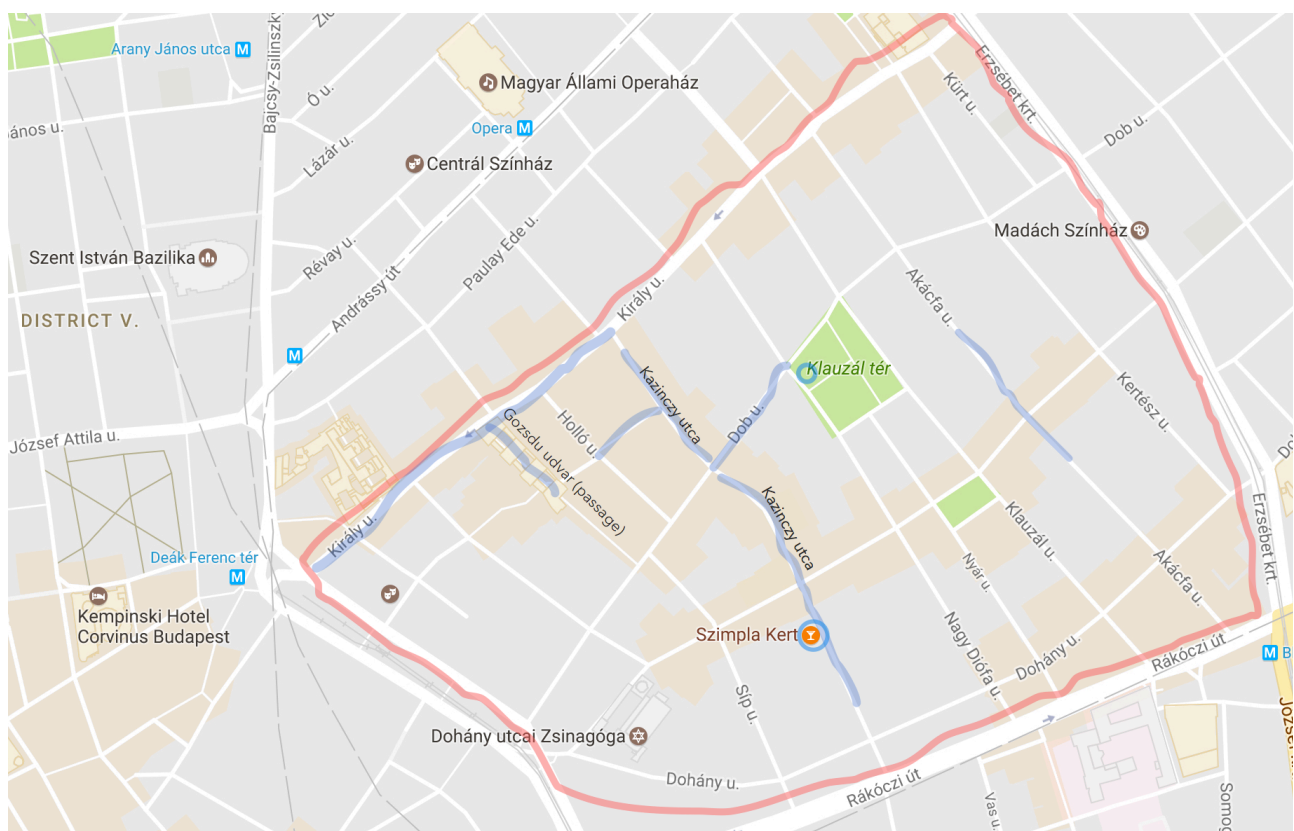 Arany János utca M
Bajcsy-Zsilinszky
Magyar Állami Operaház
Opera M
Ó u.
Lázár u.
Centrál Színház
Erzsébet krt.
Kürt u.
Dob u.
János u.
Madách Színház
Szent István Bazilika
Révay u.
Andrássy út
Paulay Ede u.
Király u.
Akácfa u.
DISTRICT V.
M
Klauzál tér
Kazinczy utca
Kertész u.
Dob u.
Holló u.
Gozsdu udvar (passage)
József Attila u.
Király u.
Kazinczy utca
Klauzál u.
Erzsébet krt.
Deák Ferenc tér
M
Nyár u.
Akácfa u.
Kempinski Hotel
Corvinus Budapest
Szimpla Kert
Nagy Diófa u.
Dohány u.
Rákóczi út
M B
Síp u.
Dohány utcai Zsinagóga
Dohány u.
Rákóczi út
Vas u.